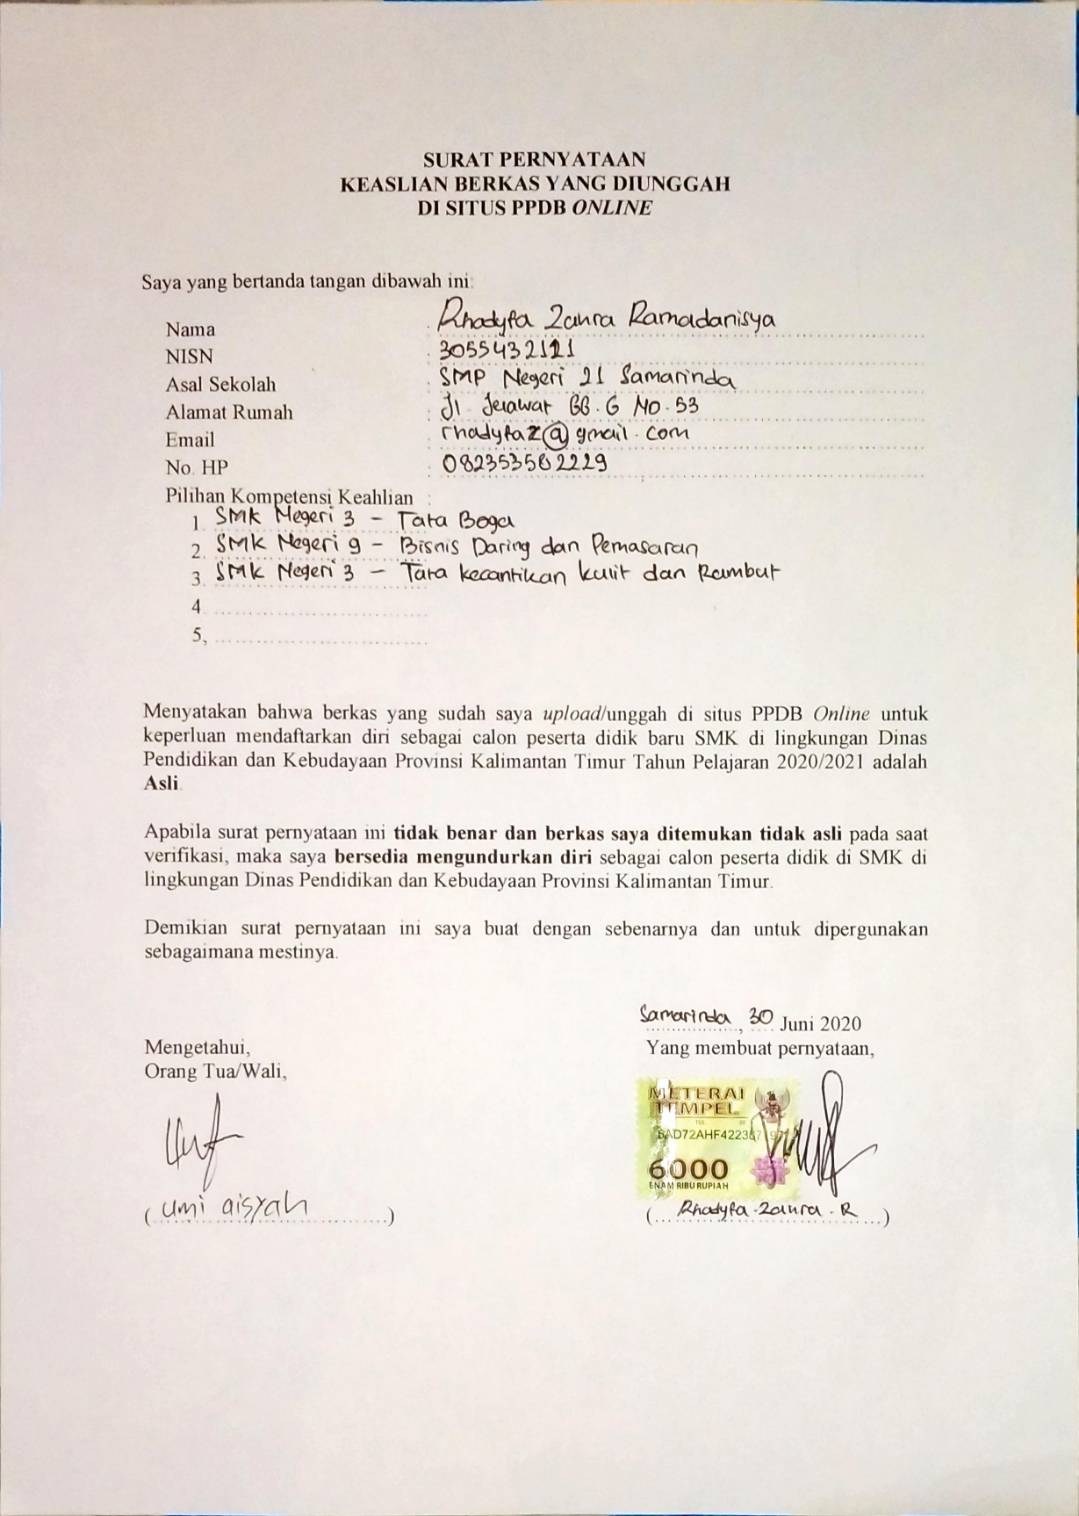 SURAT PERNYATAAN
KEASLIAN BERKAS YANG DIUNGGAH
DI SITUS PPDB ONLINE
Saya yang bertanda tangan dibawah ini:
Nama : Rhadyfa Zahra Ramadanisya
NISN : 3055432121
Asal Sekolah : SMP Negeri 21 Samarinda
Alamat Rumah : Jl. Jerawat BB.G No.53
Email : rhadyfaz@gmail.com
No. HP : 082353502229
Pilihan Kompetensi Keahlian :
1. SMK Negeri 3 - Tata Boga
2. SMK Negeri 9 - Bisnis Daring dan Pemasaran
3. SMK Negeri 3 - Tata kecantikan kulit dan Rambut
4. ........
5, ........
Menyatakan bahwa berkas yang sudah saya upload/unggah di situs PPDB Online untuk
keperluan mendaftarkan diri sebagai calon peserta didik baru SMK di lingkungan Dinas
Pendidikan dan Kebudayaan Provinsi Kalimantan Timur Tahun Pelajaran 2020/2021 adalah
Asli.
Apabila surat pernyataan ini tidak benar dan berkas saya ditemukan tidak asli pada saat
verifikasi, maka saya bersedia mengundurkan diri sebagai calon peserta didik di SMK di
lingkungan Dinas Pendidikan dan Kebudayaan Provinsi Kalimantan Timur.
Demikian surat pernyataan ini saya buat dengan sebenarnya dan untuk dipergunakan
sebagaimana mestinya.
Samarinda, 30 Juni 2020
Mengetahui,
Orang Tua/Wali,
Yang membuat pernyataan,
METERAI
TEMPEL
6000
ENAM RIBU RUPIAH
(umi aisyah)
(Rhadyfa.Zahra.R)